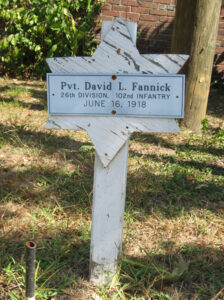 Pvt. David L. Fannick
26th DIVISION, 102nd INFANTRY
JUNE 16, 1918